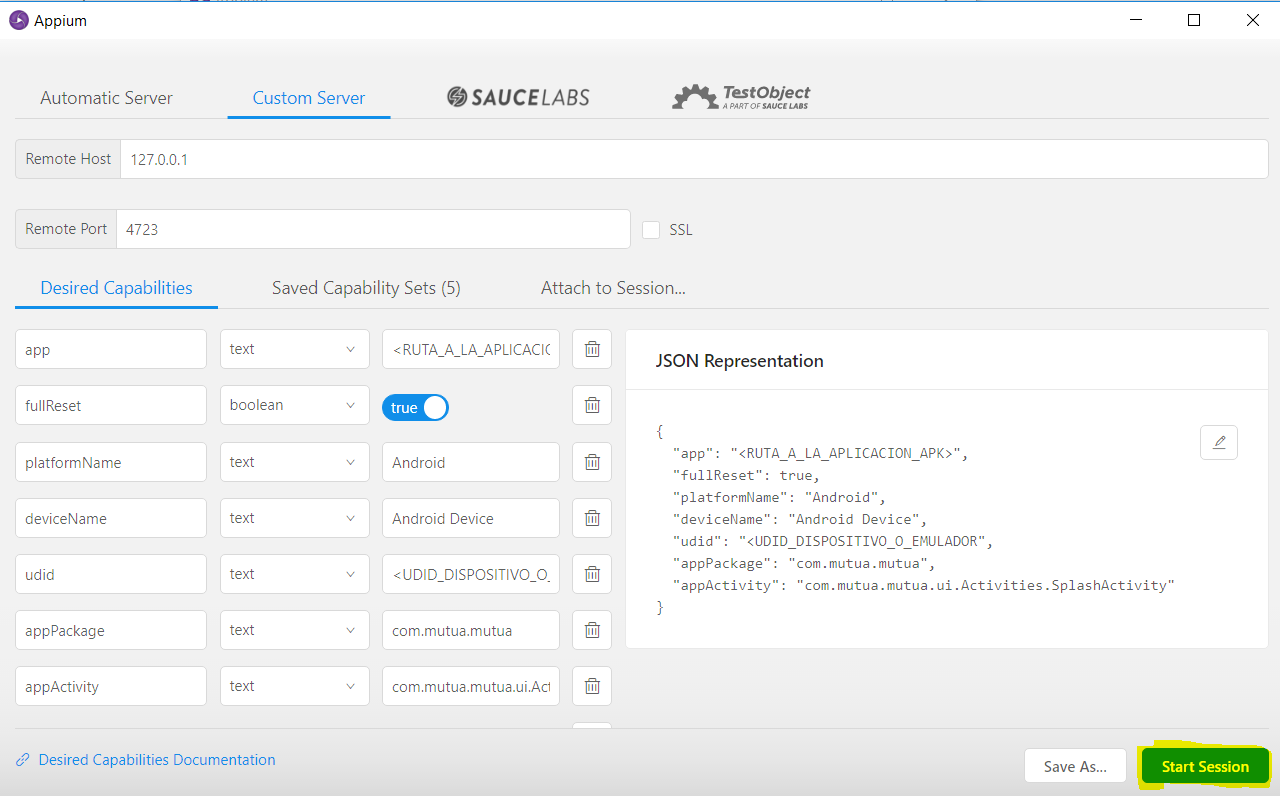 Appium
Automatic Server
Custom Server
SAUCELABS
TestObject
A PART OF SAUCE LABS
Remote Host
127.0.0.1
Remote Port
4723
SSL
Desired Capabilities
Saved Capability Sets (5)
Attach to Session...
app
text
<RUTA_A_LA_APLICACIO
fullReset
boolean
true
platformName
text
Android
deviceName
text
Android Device
udid
text
<UDID_DISPOSITIVO_O_
appPackage
text
com.mutua.mutua
appActivity
text
com.mutua.mutua.ui.Act
JSON Representation
{
"app": "<RUTA_A_LA_APLICACION_APK>",
"fullReset": true,
"platformName": "Android",
"deviceName": "Android Device",
"udid": "<UDID_DISPOSITIVO_O_EMULADOR",
"appPackage": "com.mutua.mutua",
"appActivity": "com.mutua.mutua.ui.Activities.SplashActivity"
}
Desired Capabilities Documentation
Save As...
Start Session